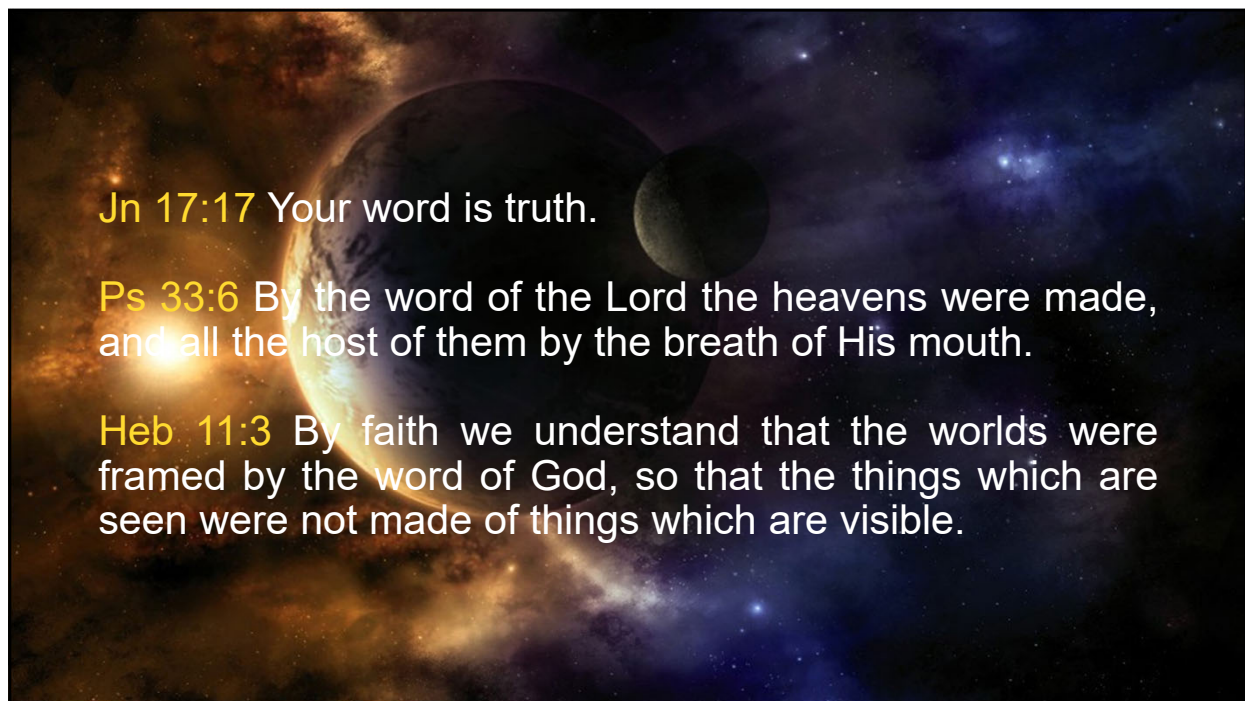 Jn 17:17 Your word is truth.
Ps 33:6 By the word of the Lord the heavens were made,
and all the host of them by the breath of His mouth.
Heb 11:3 By faith we understand that the worlds were
framed by the word of God, so that the things which are
seen were not made of things which are visible.